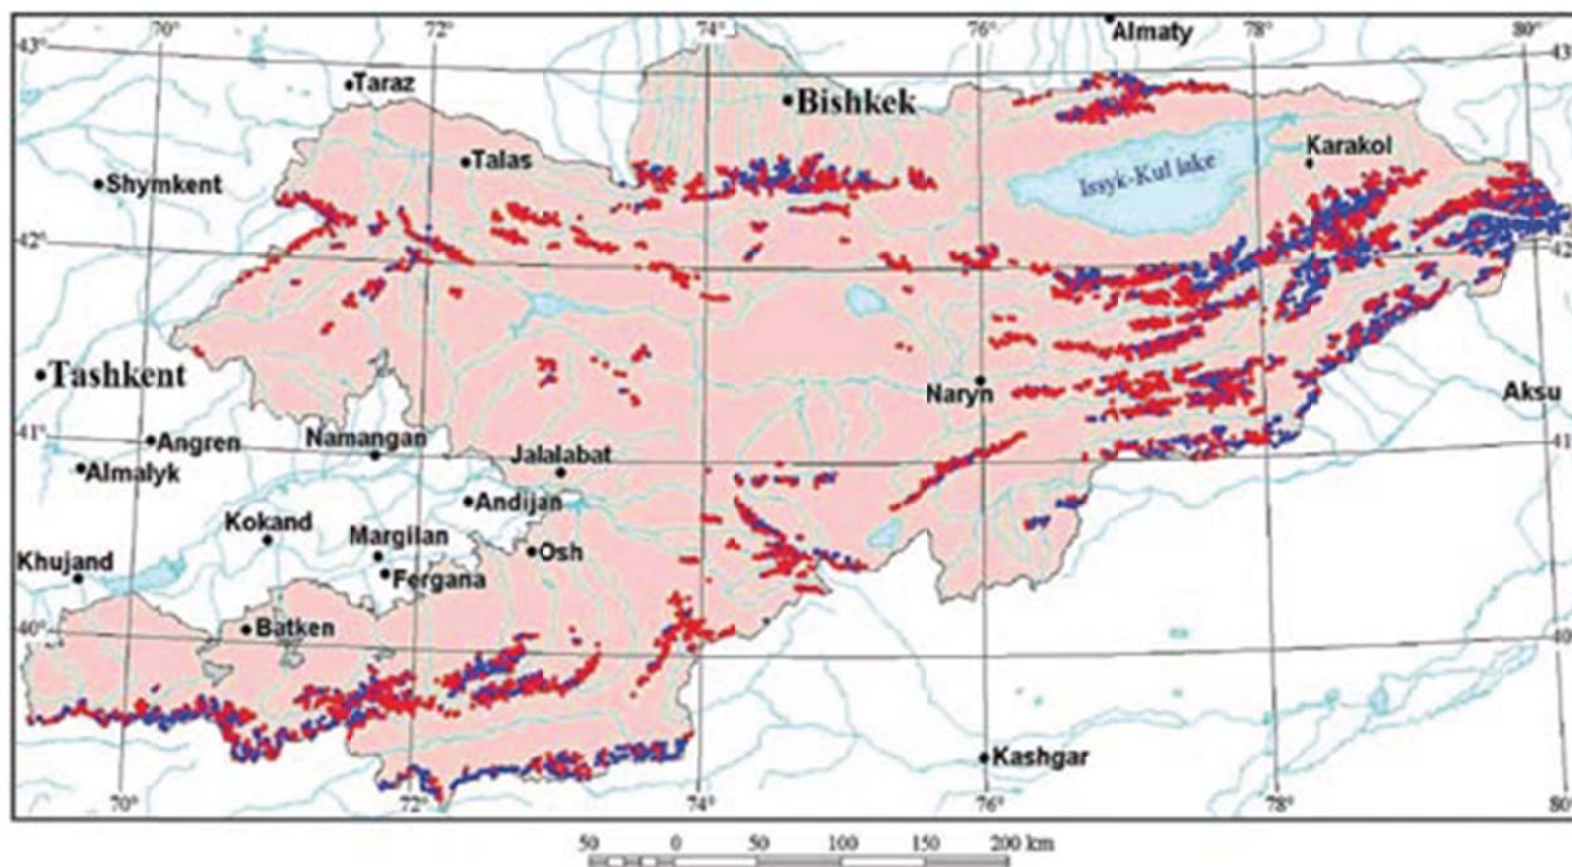 70° 72° 74° 76° 78° 80°
Almaty
43° 43°
Taraz
Bishkek
Talas
Karakol
Shymkent
Issyk-Kul lake
42° 42
Tashkent
Naryn
Aksu
41° 41
Angren
Namangan
Jalalabat
Almalyk
Andijan
Kokand
Margilan
Osh
Khujand
Fergana
40° 40
Batken
Kashgar
70° 72° 74° 76° 78° 80
50 0 50 100 150 200 km